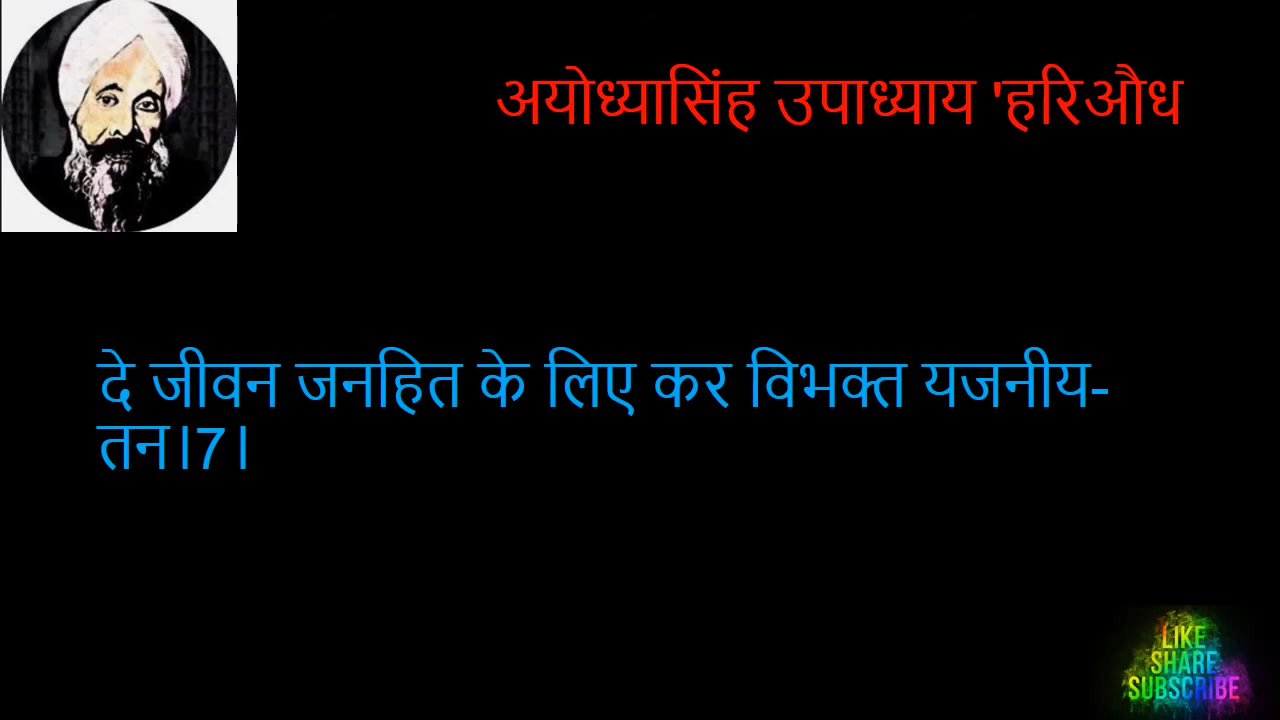 अयोध्यासिंह उपाध्याय 'हरिऔध
दे जीवन जनहित के लिए कर विभक्त यजनीय-
तन।7।
LIKE
SHARE
SUBSCRIBE